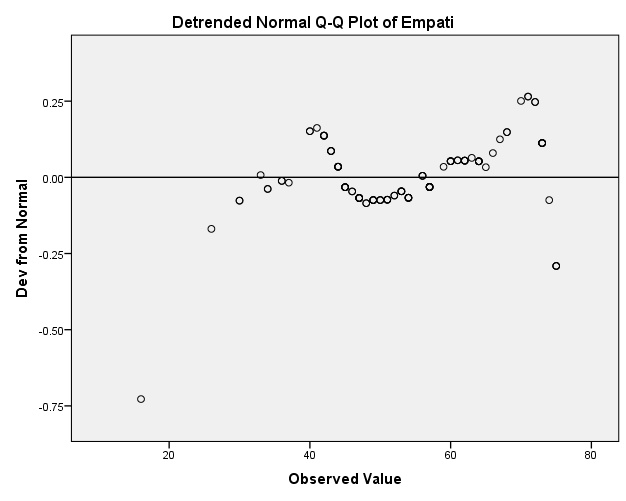 Detrended Normal Q-Q Plot of Empati
Dev from Normal
0.25
0.00
-0.25
-0.50
-0.75
20 40 60 80
Observed Value